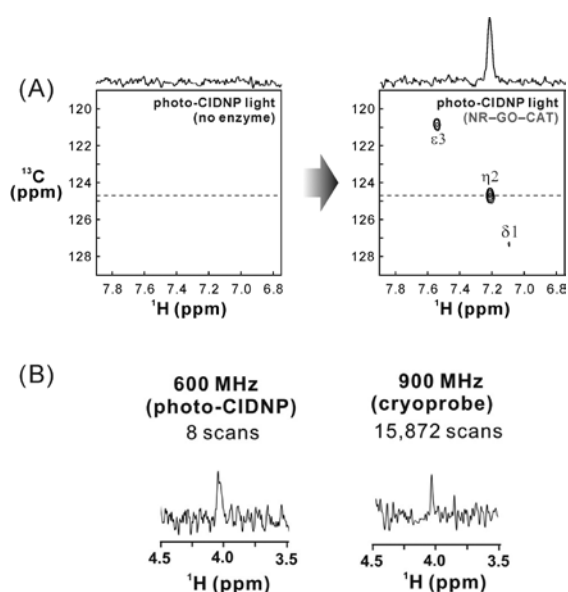 (A)
photo-CIDNP light
(no enzyme)
120
122
124
126
128
13C
(ppm)
7.8 7.6 7.4 7.2 7.0 6.8
1H (ppm)
photo-CIDNP light
(NR–GO–CAT)
ε3
η2
δ1
120
122
124
126
128
7.8 7.6 7.4 7.2 7.0 6.8
1H (ppm)
(B)
600 MHz
(photo-CIDNP)
8 scans
4.5 4.0 3.5
1H (ppm)
900 MHz
(cryoprobe)
15,872 scans
4.5 4.0 3.5
1H (ppm)